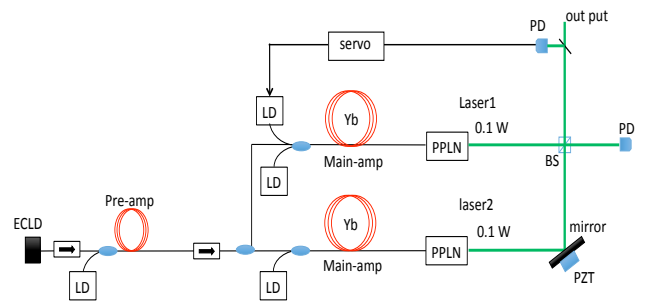 out put
PD
servo
LD
Yb
Laser1
0.1 W
PD
PPLN
BS
Main-amp
LD
Pre-amp
Yb
laser2
ECLD
0.1 W
mirror
PPLN
Main-amp
PZT
LD
LD